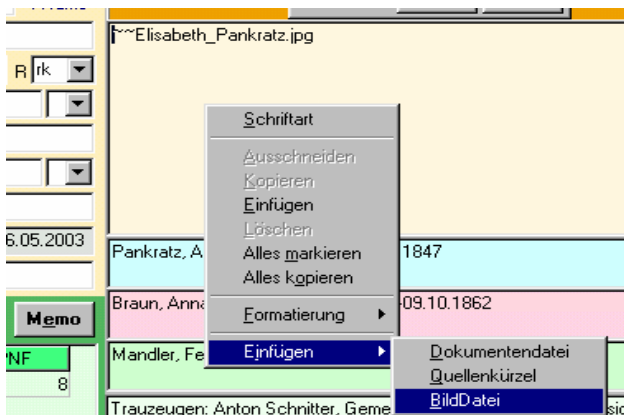 ~~Elisabeth_Pankratz.jpg
R rk
Schriftart
Ausschneiden
Kopieren
Einfügen
Löschen
Alles markieren
Alles kopieren
Formatierung
Einfügen
Dokumentendatei
Quellenkürzel
BildDatei
6.05.2003
Pankratz, A 1847
Braun, Anna -09.10.1862
Memo
Mandler, Fe
8
Trauzeugen: Anton Schnitter, Geme